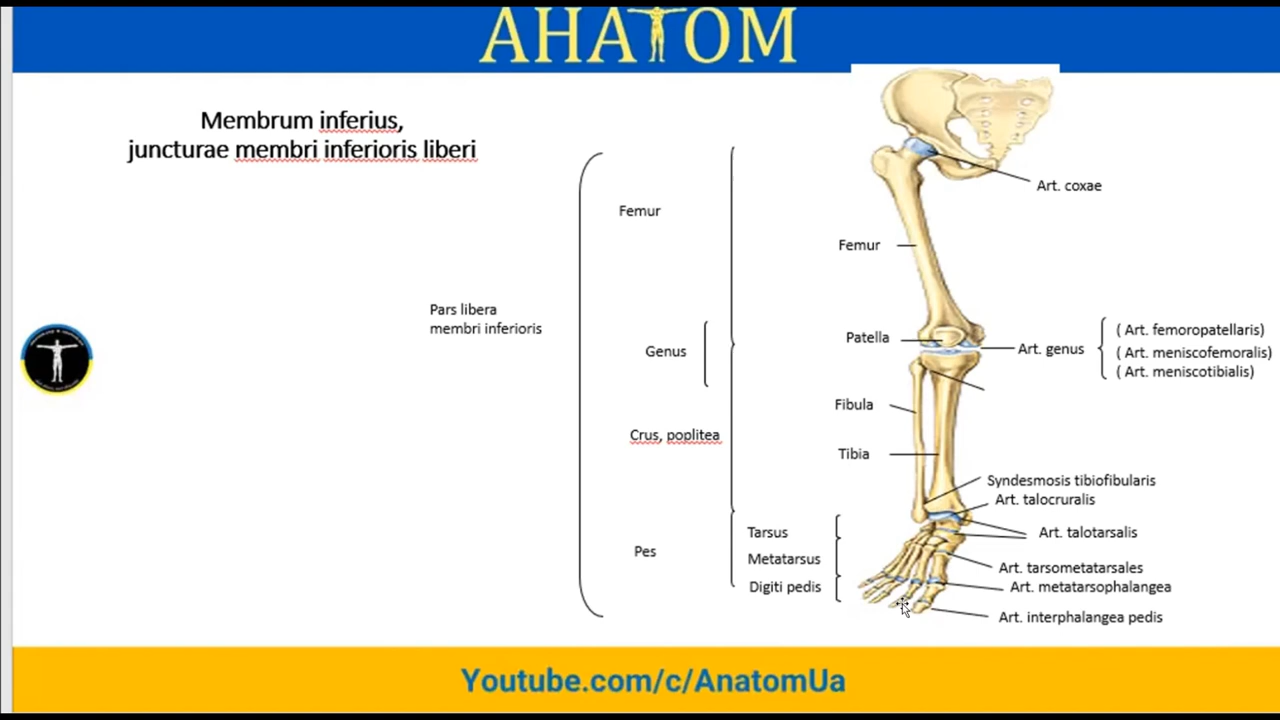 АНАТОМ
Membrum inferius,
juncturae membri inferioris liberi
Pars libera
membri inferioris
Femur
Genus
Crus, poplitea
Pes
Tarsus
Metatarsus
Digiti pedis
Art. coxae
Femur
Patella
Art. genus
( Art. femoropatellaris)
( Art. meniscofemoralis)
( Art. meniscotibialis)
Fibula
Tibia
Syndesmosis tibiofibularis
Art. talocruralis
Art. talotarsalis
Art. tarsometatarsales
Art. metatarsophalangea
Art. interphalangea pedis
Youtube.com/c/AnatomUa